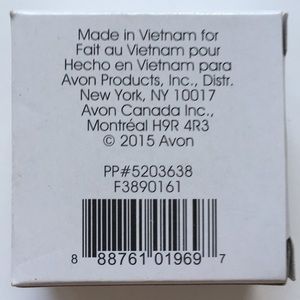 Made in Vietnam for
Fait au Vietnam pour
Hecho en Vietnam para
Avon Products, Inc., Distr.
New York, NY 10017
Avon Canada Inc.,
Montréal H9R 4R3
© 2015 Avon
PP#5203638
F3890161
8 88761 01969 7